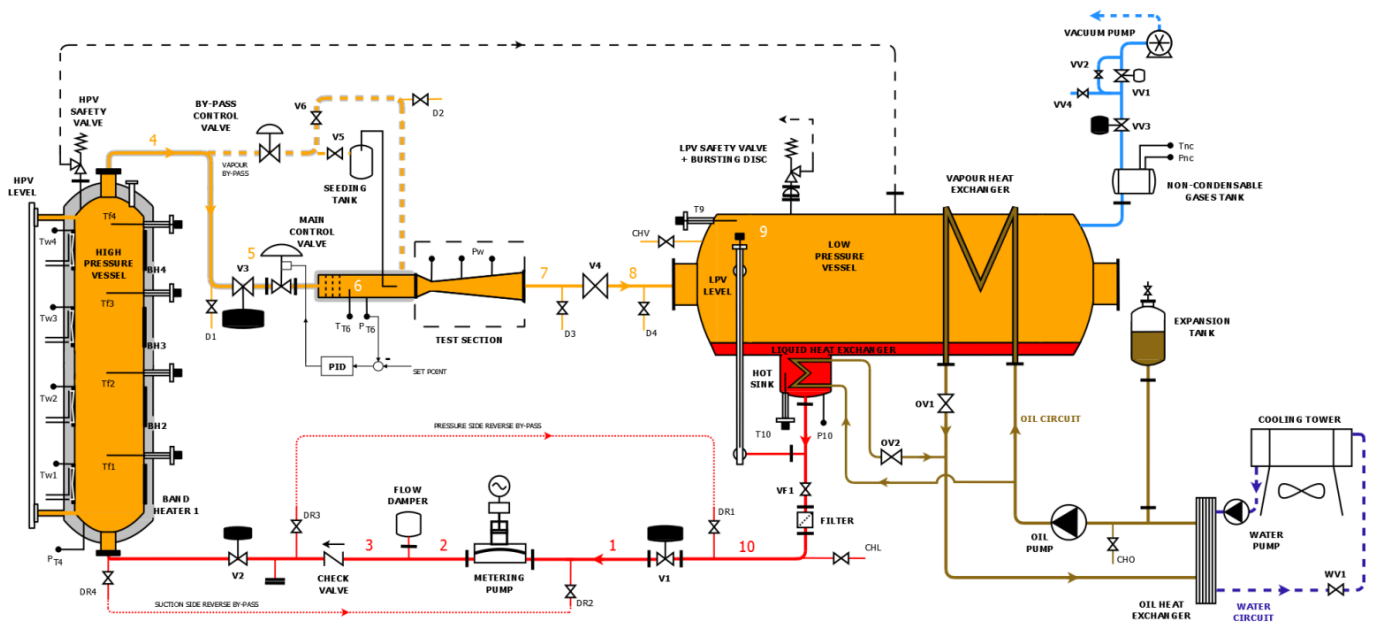 VACUUM PUMP
VV2
VV1
VV4
VV3
Tnc
Pnc
NON-CONDENSABLE
GASES TANK
HPV
SAFETY
VALVE
BY-PASS
CONTROL
VALVE
V6
D2
4
VAPOUR
BY-PASS
V5
SEEDING
TANK
LPV SAFETY VALVE
+ BURSTING DISC
VAPOUR HEAT
EXCHANGER
HPV
LEVEL
Tf4
Tw4
HIGH
PRESSURE
VESSEL
BH4
MAIN
CONTROL
VALVE
5
V3
D1
6
T T6
P T6
PID
-
SET POINT
Pw
TEST SECTION
7
V4
8
D3
D4
T9
CHV
9
LPV
LEVEL
LOW
PRESSURE
VESSEL
LIQUID HEAT EXCHANGER
HOT
SINK
T10
P10
EXPANSION
TANK
Tf3
Tw3
BH3
Tf2
Tw2
BH2
Tf1
Tw1
BAND
HEATER 1
P T4
OV1
OIL CIRCUIT
OV2
COOLING TOWER
PRESSURE SIDE REVERSE BY-PASS
VF1
FILTER
FLOW
DAMPER
DR3
DR1
V2
3
2
1
10
CHL
CHECK
VALVE
METERING
PUMP
V1
DR4
SUCTION SIDE REVERSE BY-PASS
DR2
OIL
PUMP
CHO
WATER
PUMP
WV1
OIL HEAT
EXCHANGER
WATER
CIRCUIT